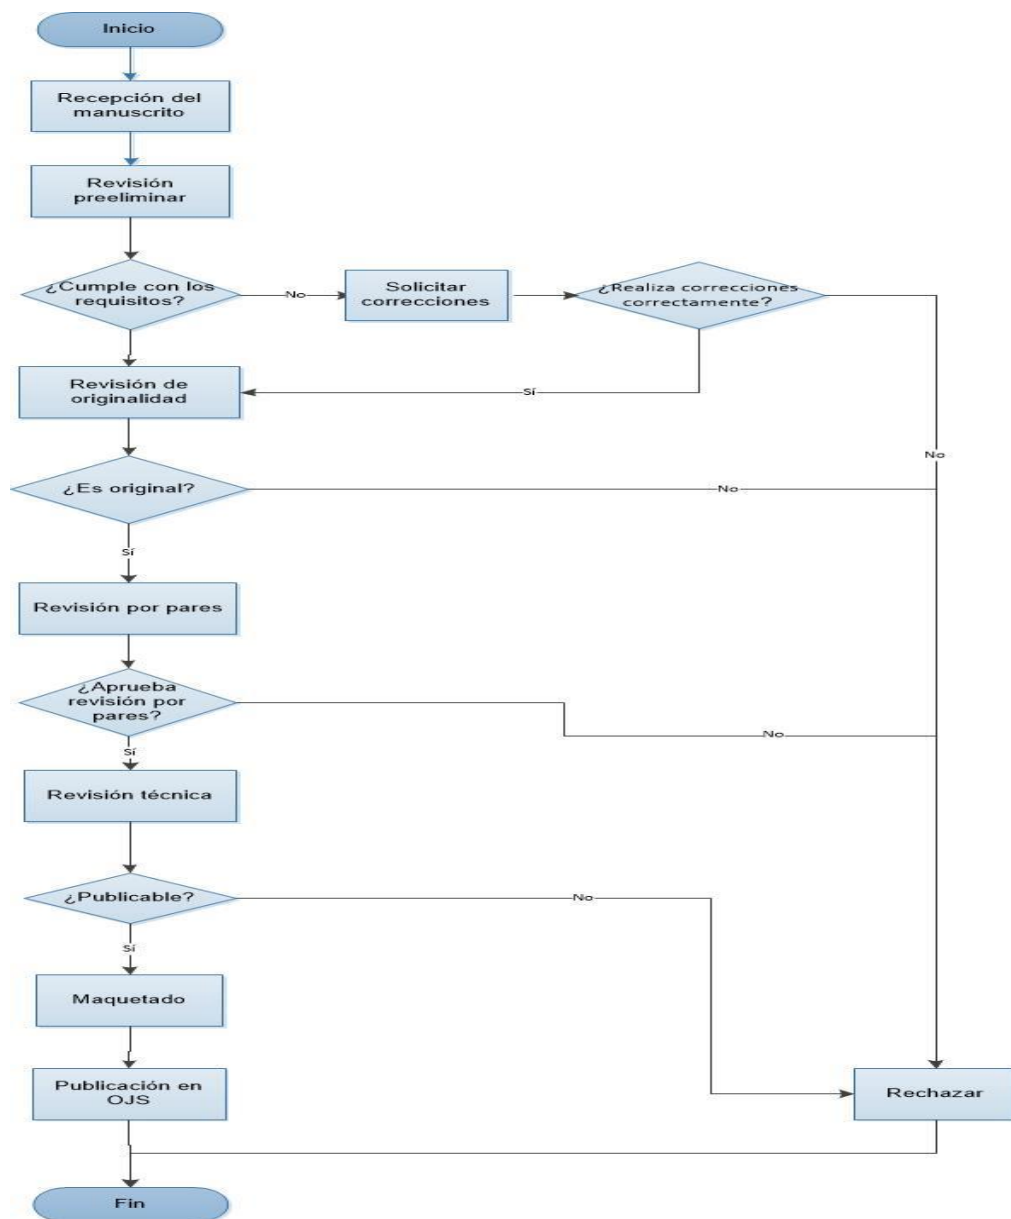 Inicio
Recepción del
manuscrito
Revisión
preeliminar
¿Cumple con los
requisitos?
No
Solicitar
correcciones
¿Realiza correcciones
correctamente?
Revisión de
originalidad
Sí
No
¿Es original?
No
Sí
Revisión por pares
¿Aprueba
revisión por
pares?
No
Sí
Revisión técnica
¿Publicable?
No
Sí
Maquetado
Publicación en
OJS
Rechazar
Fin